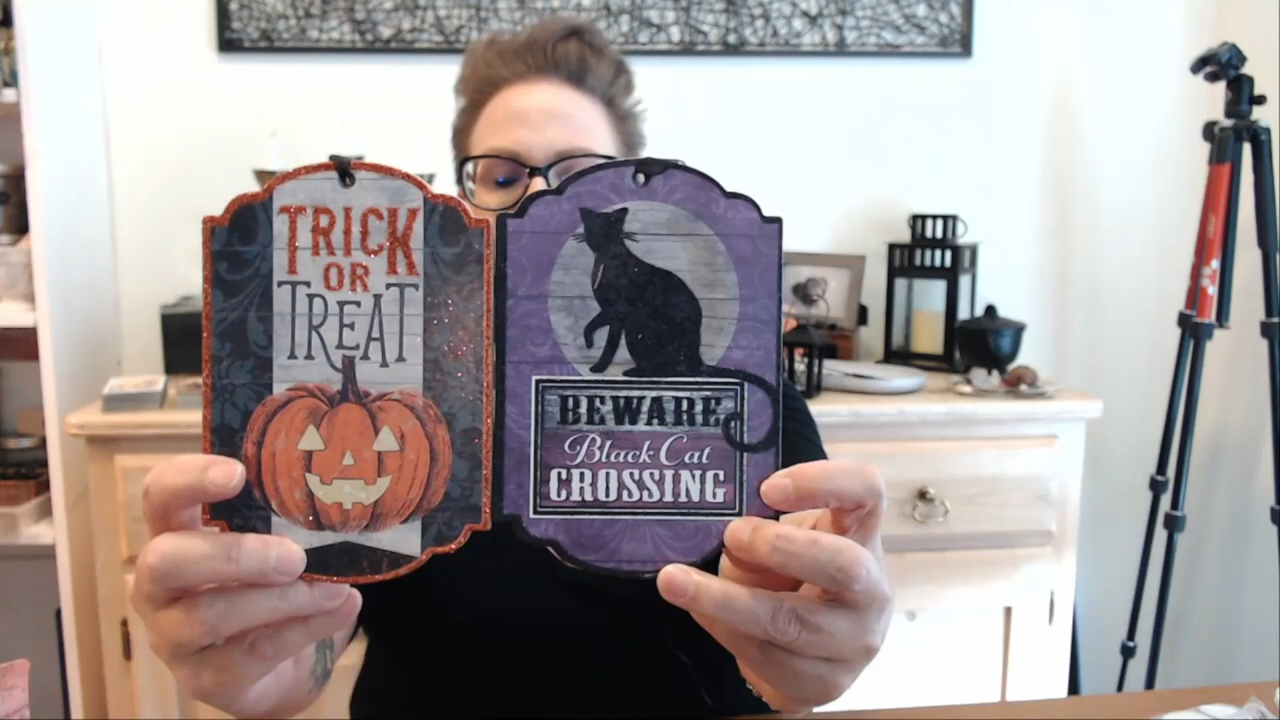 TRICK
OR
TREAT
BEWARE
Black Cat
CROSSING